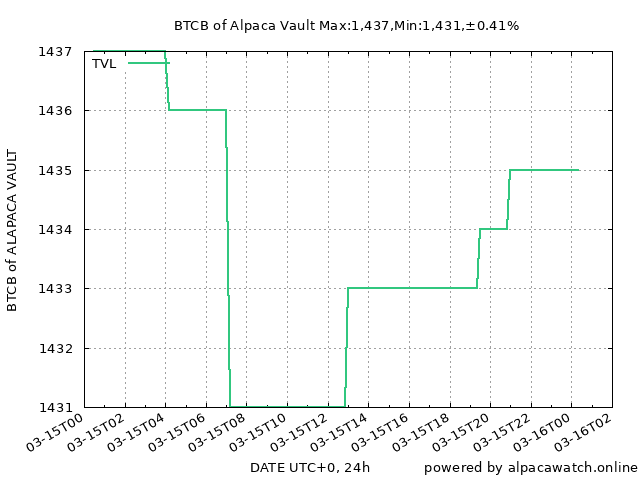 BTCB of Alpaca Vault Max:1,437,Min:1,431,±0.41%
1437
TVL
1436
1435
1434
1433
1432
1431
BTCB of ALAPACA VAULT
03-15T00
03-15T02
03-15T04
03-15T06
03-15T08
03-15T10
03-15T12
03-15T14
03-15T16
03-15T18
03-15T20
03-15T22
03-16T00
03-16T02
DATE UTC+0, 24h
powered by alpacawatch.online